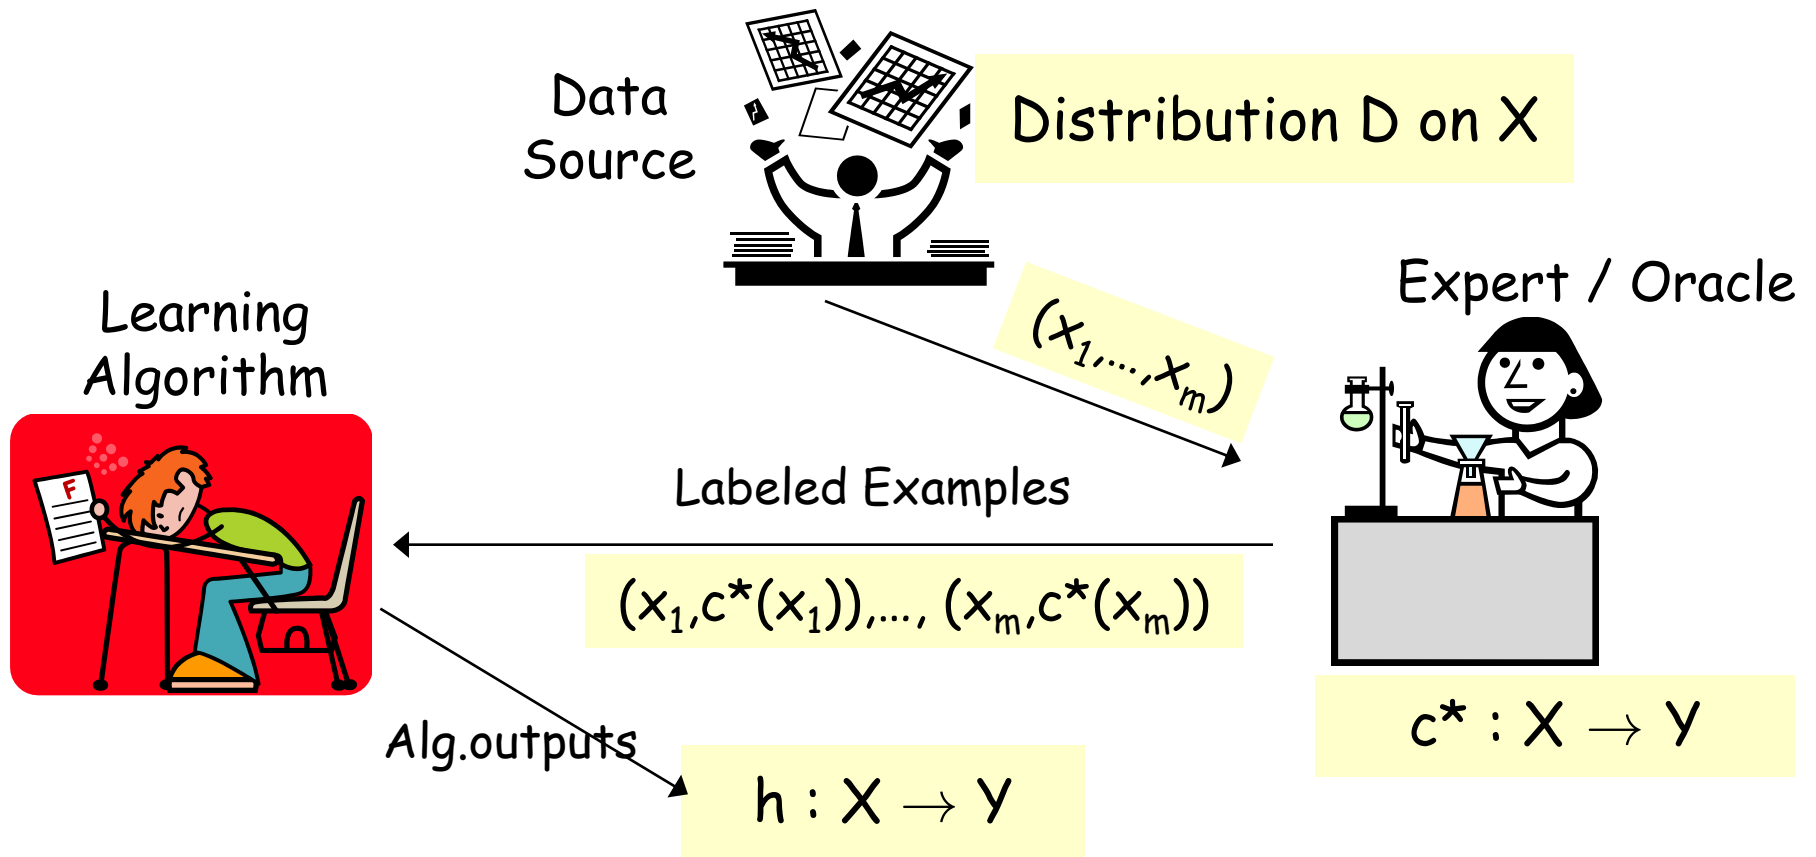 Data
Source
Distribution D on X
Expert / Oracle
(x₁,...,xₘ)
Learning
Algorithm
F
Labeled Examples
(x₁,c*(x₁)),..., (xₘ,c*(xₘ))
c* : X → Y
Alg.outputs
h : X → Y